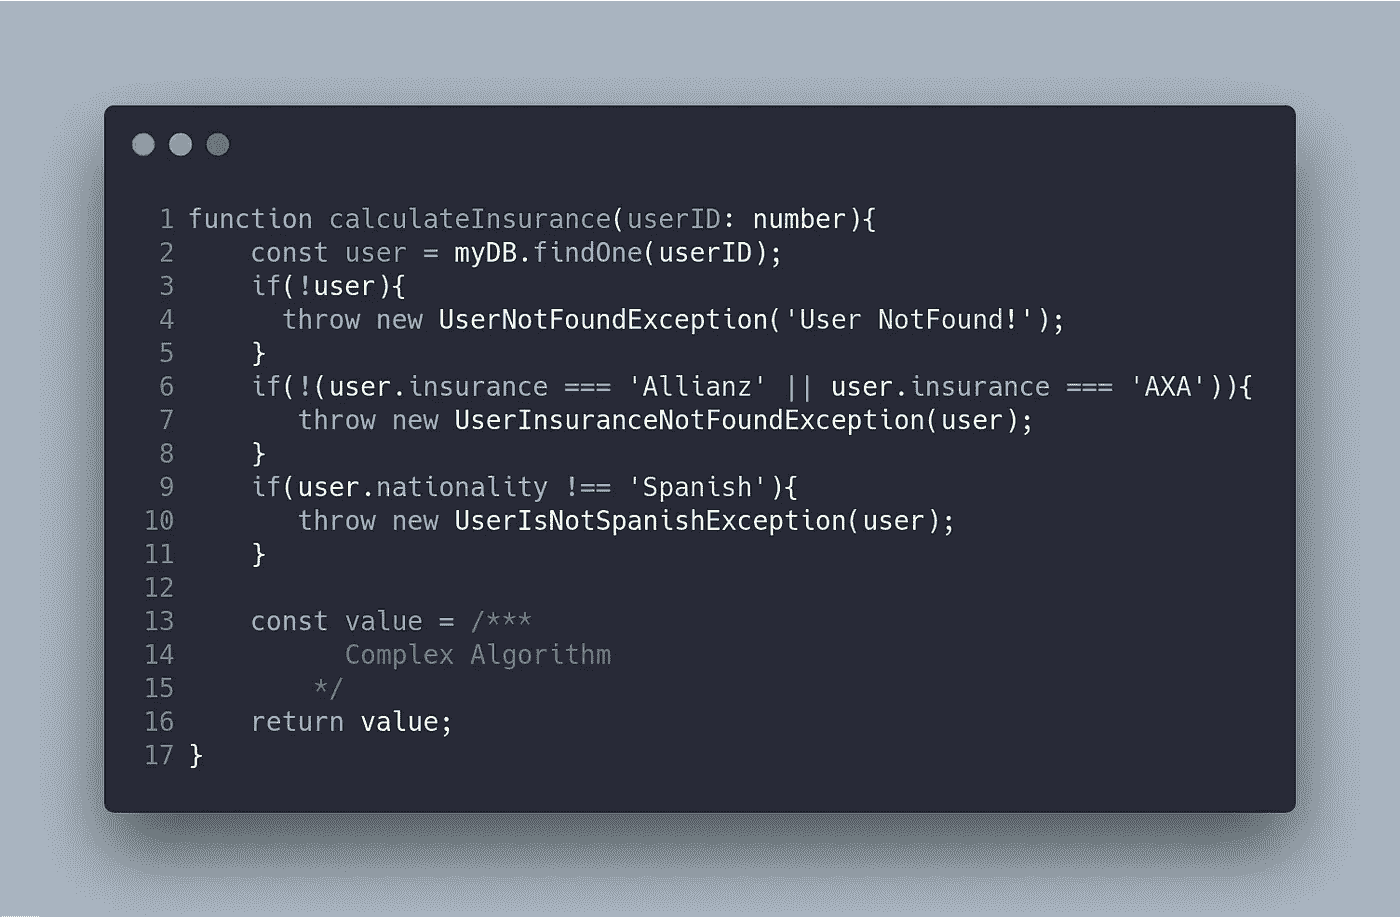 1 function calculateInsurance(userID: number){
2     const user = myDB.findOne(userID);
3     if(!user){
4       throw new UserNotFoundException('User NotFound!');
5     }
6     if(!(user.insurance === 'Allianz' || user.insurance === 'AXA')){
7        throw new UserInsuranceNotFoundException(user);
8     }
9     if(user.nationality !== 'Spanish'){
10        throw new UserIsNotSpanishException(user);
11     }
12
13     const value = /***
14           Complex Algorithm
15         */
16     return value;
17 }